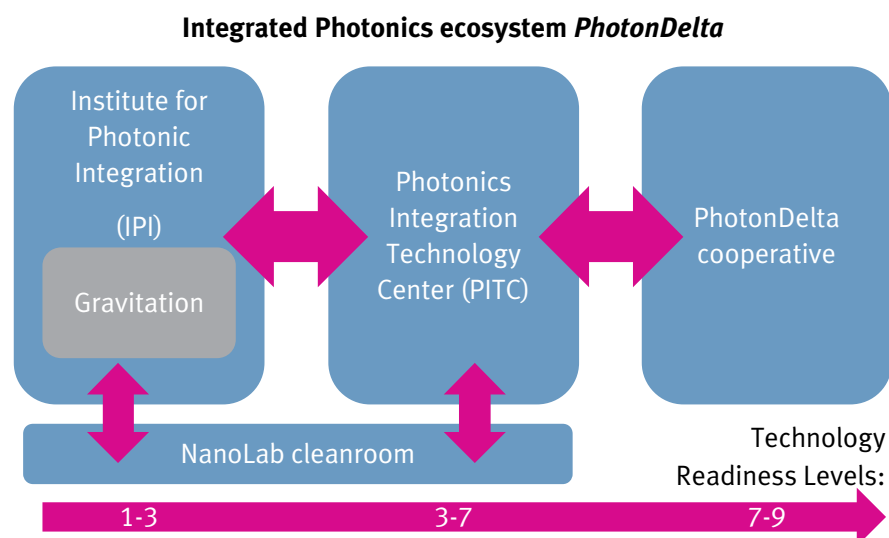 Integrated Photonics ecosystem PhotonDelta
Institute for
Photonic
Integration
(IPI)
Gravitation
Photonics
Integration
Technology
Center (PITC)
PhotonDelta
cooperative
NanoLab cleanroom
Technology
Readiness Levels:
1-3
3-7
7-9